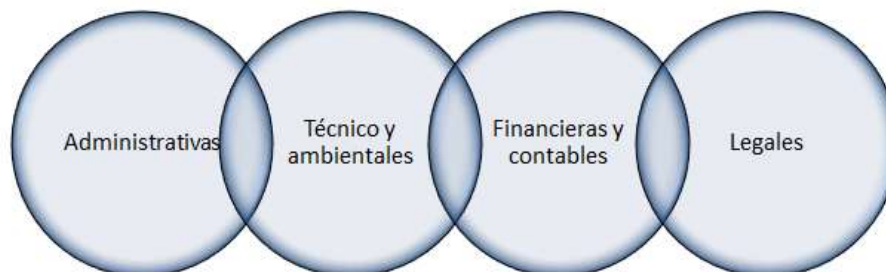 Administrativas
Técnico y
ambientales
Financieras y
contables
Legales